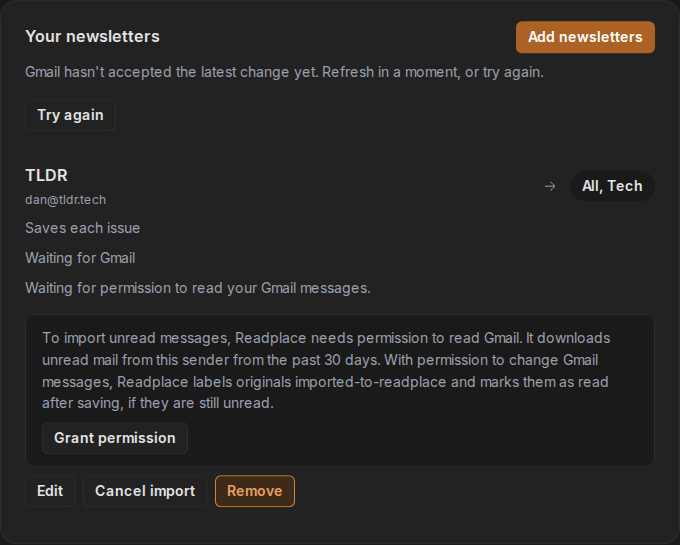 Your newsletters
Add newsletters
Gmail hasn't accepted the latest change yet. Refresh in a moment, or try again.
Try again
TLDR
dan@tldr.tech
→
All, Tech
Saves each issue
Waiting for Gmail
Waiting for permission to read your Gmail messages.
To import unread messages, Readplace needs permission to read Gmail. It downloads
unread mail from this sender from the past 30 days. With permission to change Gmail
messages, Readplace labels originals imported-to-readplace and marks them as read
after saving, if they are still unread.
Grant permission
Edit
Cancel import
Remove